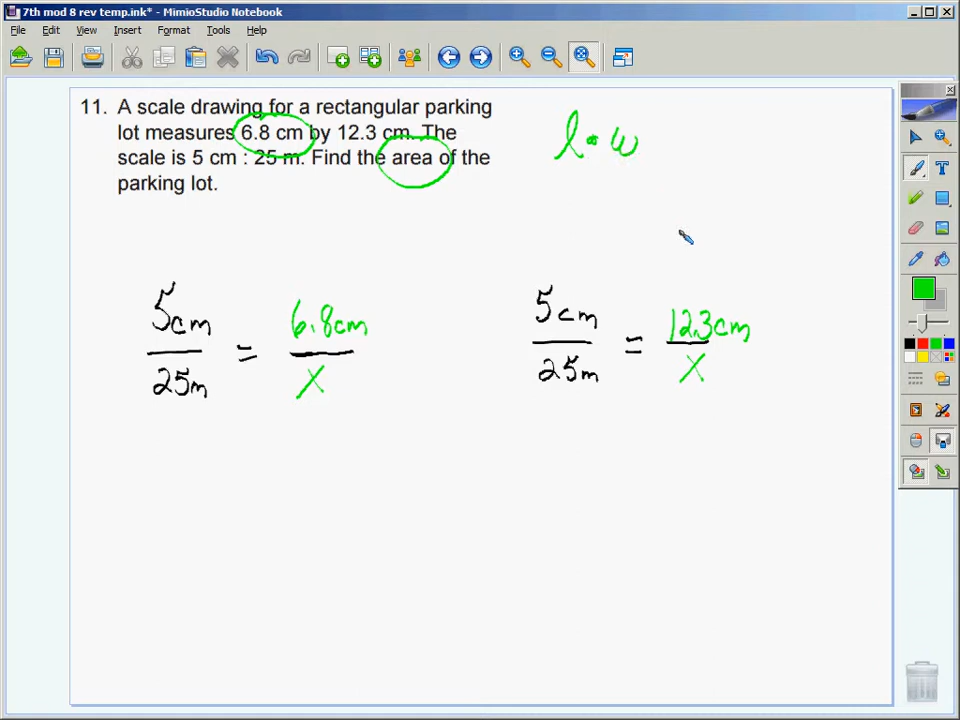 7th mod 8 rev temp.ink* - MimioStudio Notebook
File Edit View Insert Format Tools Help
11. A scale drawing for a rectangular parking
lot measures 6.8 cm by 12.3 cm. The
scale is 5 cm : 25 m. Find the area of the
parking lot.
l • w
5cm
25m
=
6.8cm
X
5cm
25m
=
12.3cm
X